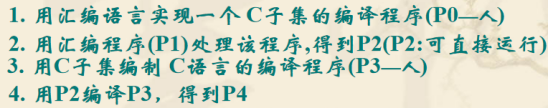 1. 用汇编语言实现一个 C子集的编译程序(P0—人)
2. 用汇编程序(P1)处理该程序,得到P2(P2:可直接运行)
3. 用C子集编制 C语言的编译程序(P3—人)
4. 用P2编译P3，得到P4